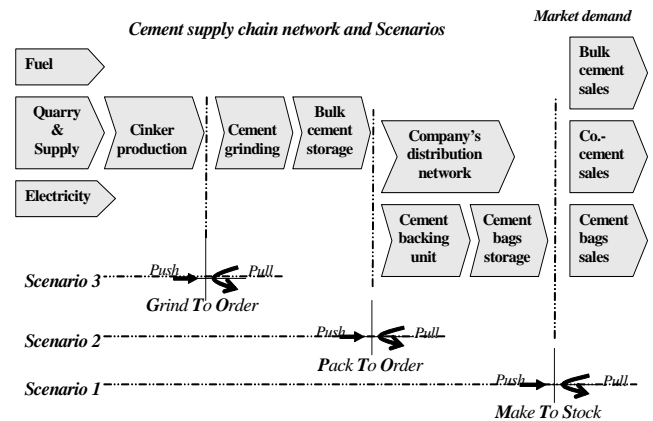 Market demand
Cement supply chain network and Scenarios
Fuel
Quarry
&
Supply
Electricity
Cinker
production
Cement
grinding
Bulk
cement
storage
Company's
distribution
network
Cement
backing
unit
Cement
bags
storage
Bulk
cement
sales
Co.-
cement
sales
Cement
bags
sales
Scenario 3
Push
Pull
Grind To Order
Scenario 2
Push
Pull
Pack To Order
Scenario 1
Push
Pull
Make To Stock